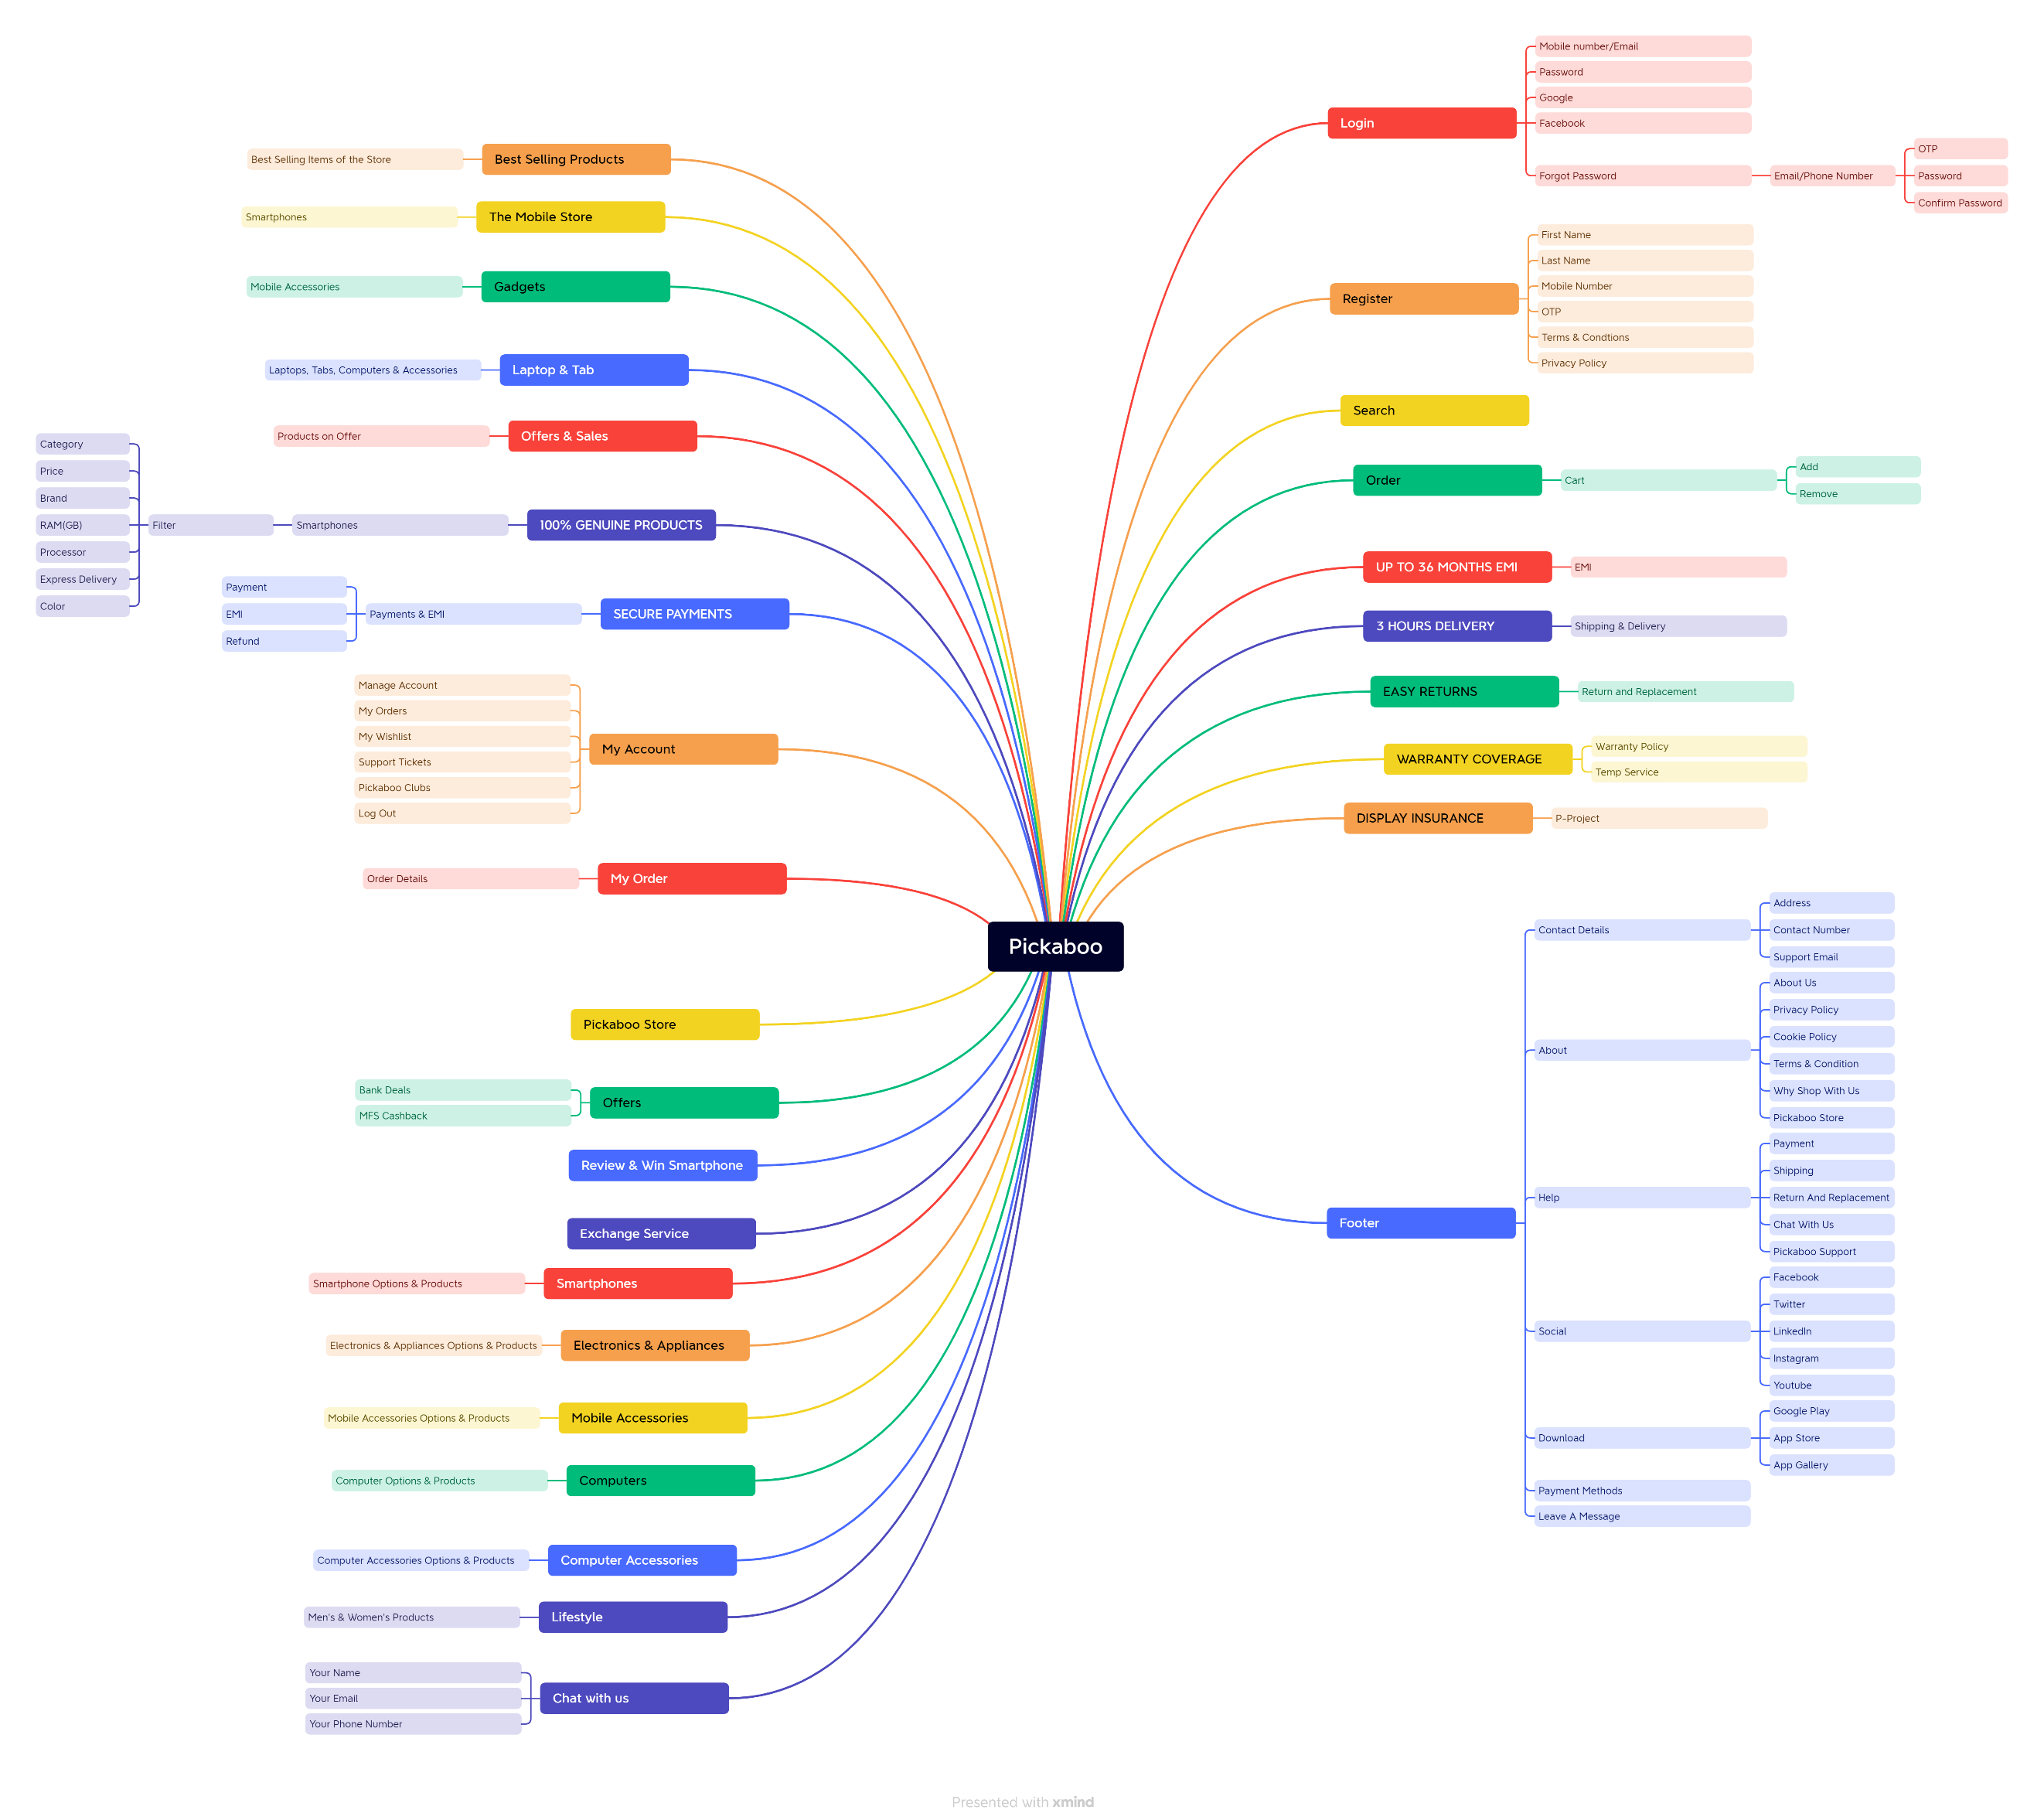 Pickaboo
Login
Mobile number/Email
Password
Google
Facebook
Forgot Password
Email/Phone Number
OTP
Password
Confirm Password
Register
First Name
Last Name
Mobile Number
OTP
Terms & Condtions
Privacy Policy
Search
Order
Cart
Add
Remove
UP TO 36 MONTHS EMI
EMI
3 HOURS DELIVERY
Shipping & Delivery
EASY RETURNS
Return and Replacement
WARRANTY COVERAGE
Warranty Policy
Temp Service
DISPLAY INSURANCE
P-Project
Footer
Contact Details
Address
Contact Number
Support Email
About
About Us
Privacy Policy
Cookie Policy
Terms & Condition
Why Shop With Us
Pickaboo Store
Help
Payment
Shipping
Return And Replacement
Chat With Us
Pickaboo Support
Social
Facebook
Twitter
LinkedIn
Instagram
Youtube
Download
Google Play
App Store
App Gallery
Payment Methods
Leave A Message
Best Selling Products
Best Selling Items of the Store
The Mobile Store
Smartphones
Gadgets
Mobile Accessories
Laptop & Tab
Laptops, Tabs, Computers & Accessories
Offers & Sales
Products on Offer
100% GENUINE PRODUCTS
Smartphones
Filter
Category
Price
Brand
RAM(GB)
Processor
Express Delivery
Color
SECURE PAYMENTS
Payments & EMI
Payment
EMI
Refund
My Account
Manage Account
My Orders
My Wishlist
Support Tickets
Pickaboo Clubs
Log Out
My Order
Order Details
Pickaboo Store
Offers
Bank Deals
MFS Cashback
Review & Win Smartphone
Exchange Service
Smartphones
Smartphone Options & Products
Electronics & Appliances
Electronics & Appliances Options & Products
Mobile Accessories
Mobile Accessories Options & Products
Computers
Computer Options & Products
Computer Accessories
Computer Accessories Options & Products
Lifestyle
Men's & Women's Products
Chat with us
Your Name
Your Email
Your Phone Number
Presented with xmind